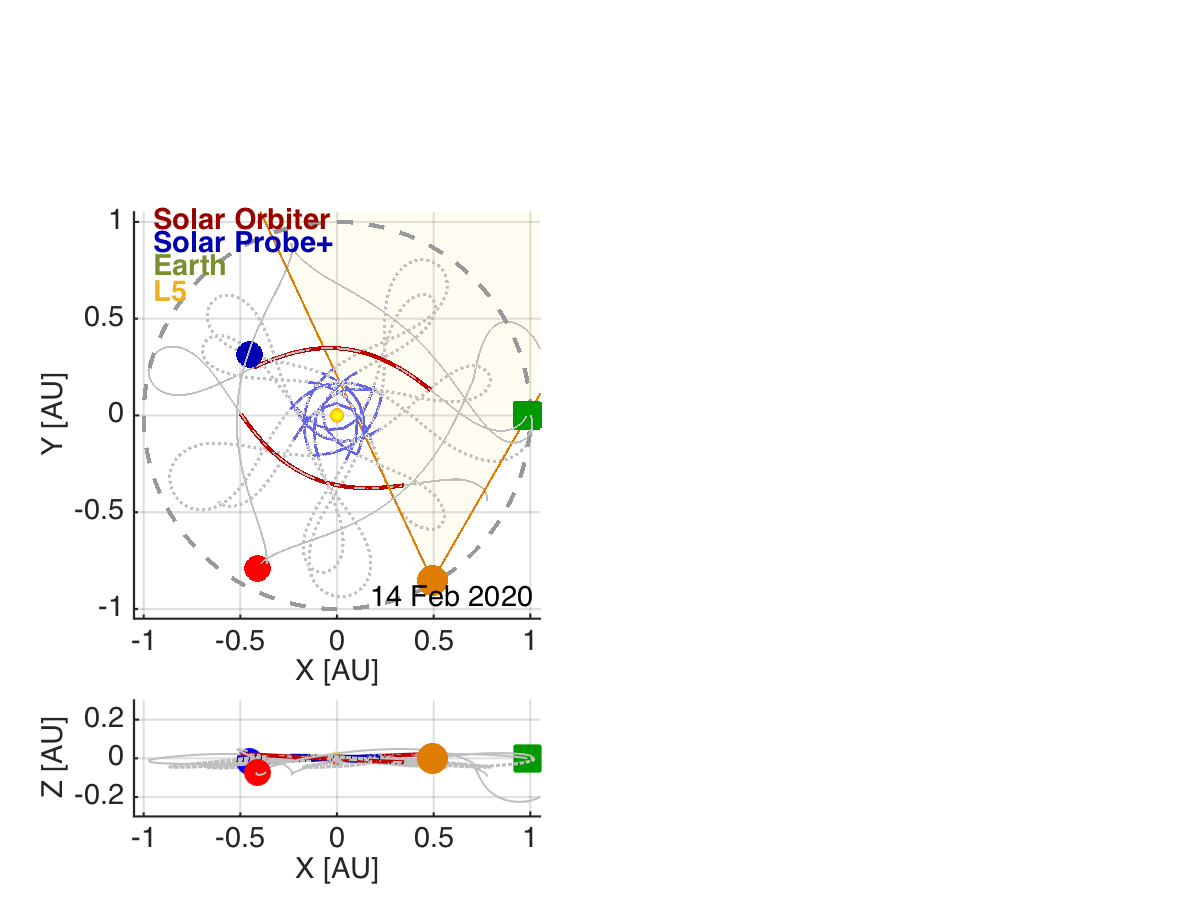 Solar Orbiter
Solar Probe+
Earth
L5
1
0.5
0
-0.5
-1
Y [AU]
14 Feb 2020
-1 -0.5 0 0.5 1
X [AU]
0.2
0
-0.2
Z [AU]
-1 -0.5 0 0.5 1
X [AU]